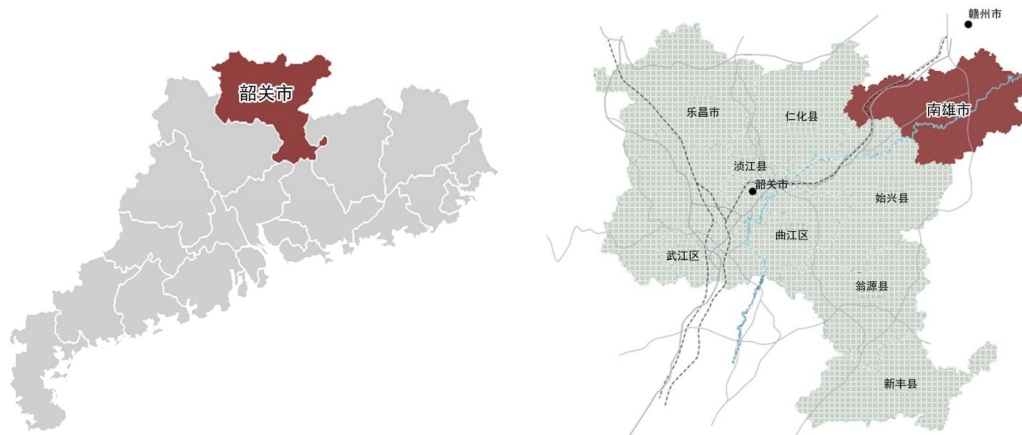 韶关市
赣州市
南雄市
乐昌市
仁化县
浈江县
韶关市
始兴县
曲江区
武江区
翁源县
新丰县